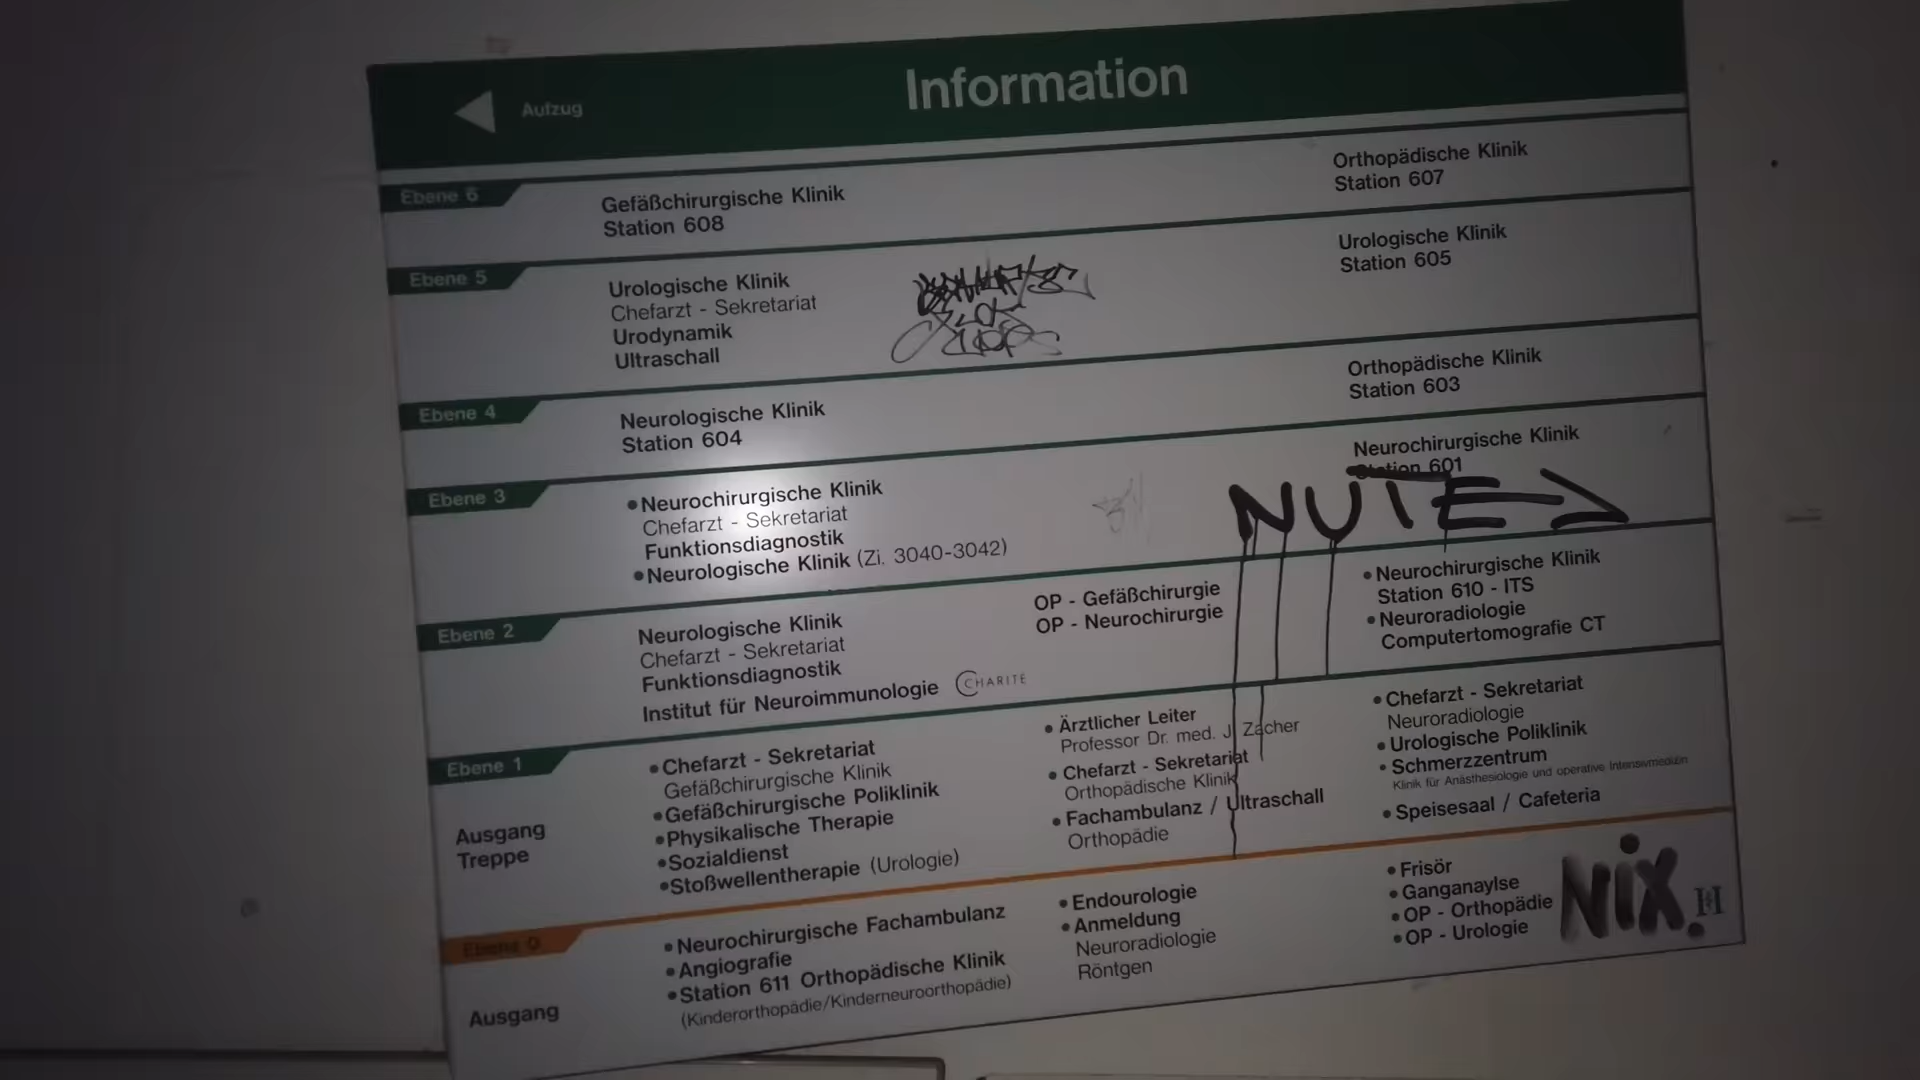 Aufzug
Information
Ebene 6
Gefäßchirurgische Klinik
Station 608
Orthopädische Klinik
Station 607
Ebene 5
Urologische Klinik
Chefarzt - Sekretariat
Urodynamik
Ultraschall
Urologische Klinik
Station 605
Ebene 4
Neurologische Klinik
Station 604
Orthopädische Klinik
Station 603
Ebene 3
• Neurochirurgische Klinik
Chefarzt - Sekretariat
Funktionsdiagnostik
• Neurologische Klinik (Zi. 3040-3042)
Neurochirurgische Klinik
Station 601
NUTE
Ebene 2
Neurologische Klinik
Chefarzt - Sekretariat
Funktionsdiagnostik
Institut für Neuroimmunologie CHARITÉ
OP - Gefäßchirurgie
OP - Neurochirurgie
• Neurochirurgische Klinik
Station 610 - ITS
• Neuroradiologie
Computertomografie CT
Ebene 1
Ausgang
Treppe
• Chefarzt - Sekretariat
Gefäßchirurgische Klinik
• Gefäßchirurgische Poliklinik
• Physikalische Therapie
• Sozialdienst
• Stoßwellentherapie (Urologie)
• Ärztlicher Leiter
Professor Dr. med. J. Zacher
• Chefarzt - Sekretariat
Orthopädische Klinik
• Fachambulanz / Ultraschall
Orthopädie
• Chefarzt - Sekretariat
Neuroradiologie
• Urologische Poliklinik
• Schmerzzentrum
Klinik für Anästhesiologie und operative Intensivmedizin
• Speisesaal / Cafeteria
Ebene 0
Ausgang
• Neurochirurgische Fachambulanz
• Angiografie
• Station 611 Orthopädische Klinik
(Kinderorthopädie/Kinderneuroorthopädie)
• Endourologie
• Anmeldung
Neuroradiologie
Röntgen
• Frisör
• Ganganaylse
• OP - Orthopädie
• OP - Urologie
NiX.